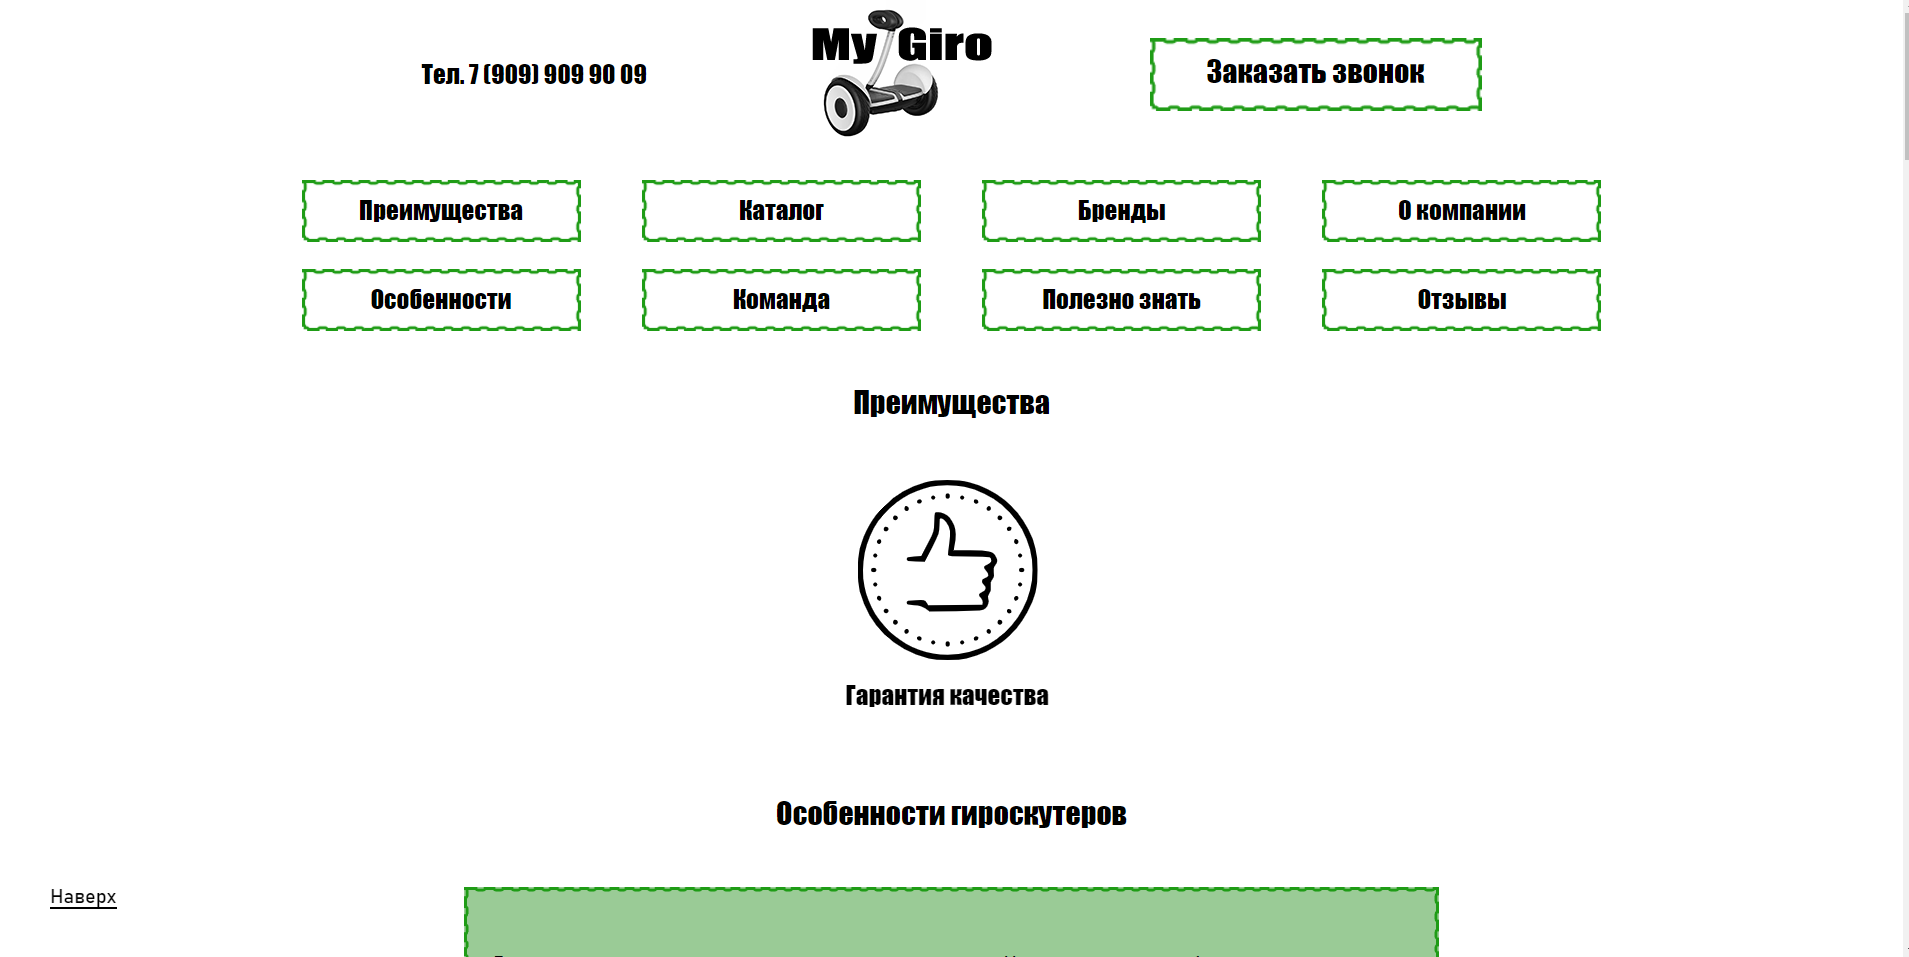 My Giro
Тел. 7 (909) 909 90 09
Заказать звонок
Преимущества
Каталог
Бренды
О компании
Особенности
Команда
Полезно знать
Отзывы
Преимущества
Гарантия качества
Особенности гироскутеров
Наверх